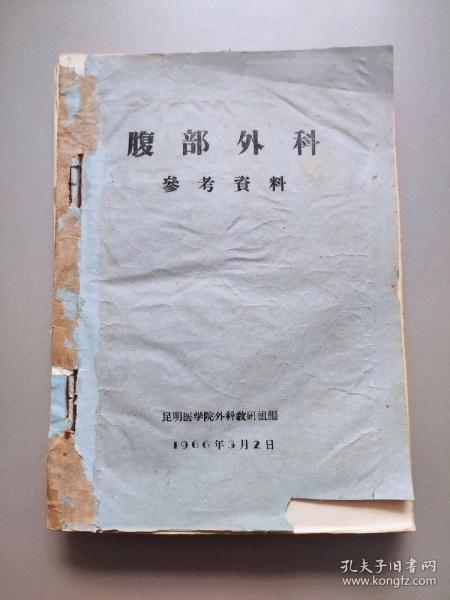 腹部外科
參考資料
昆明医学院外科教研組編
1966年3月2日
孔夫子旧书网
www.kongfz.com